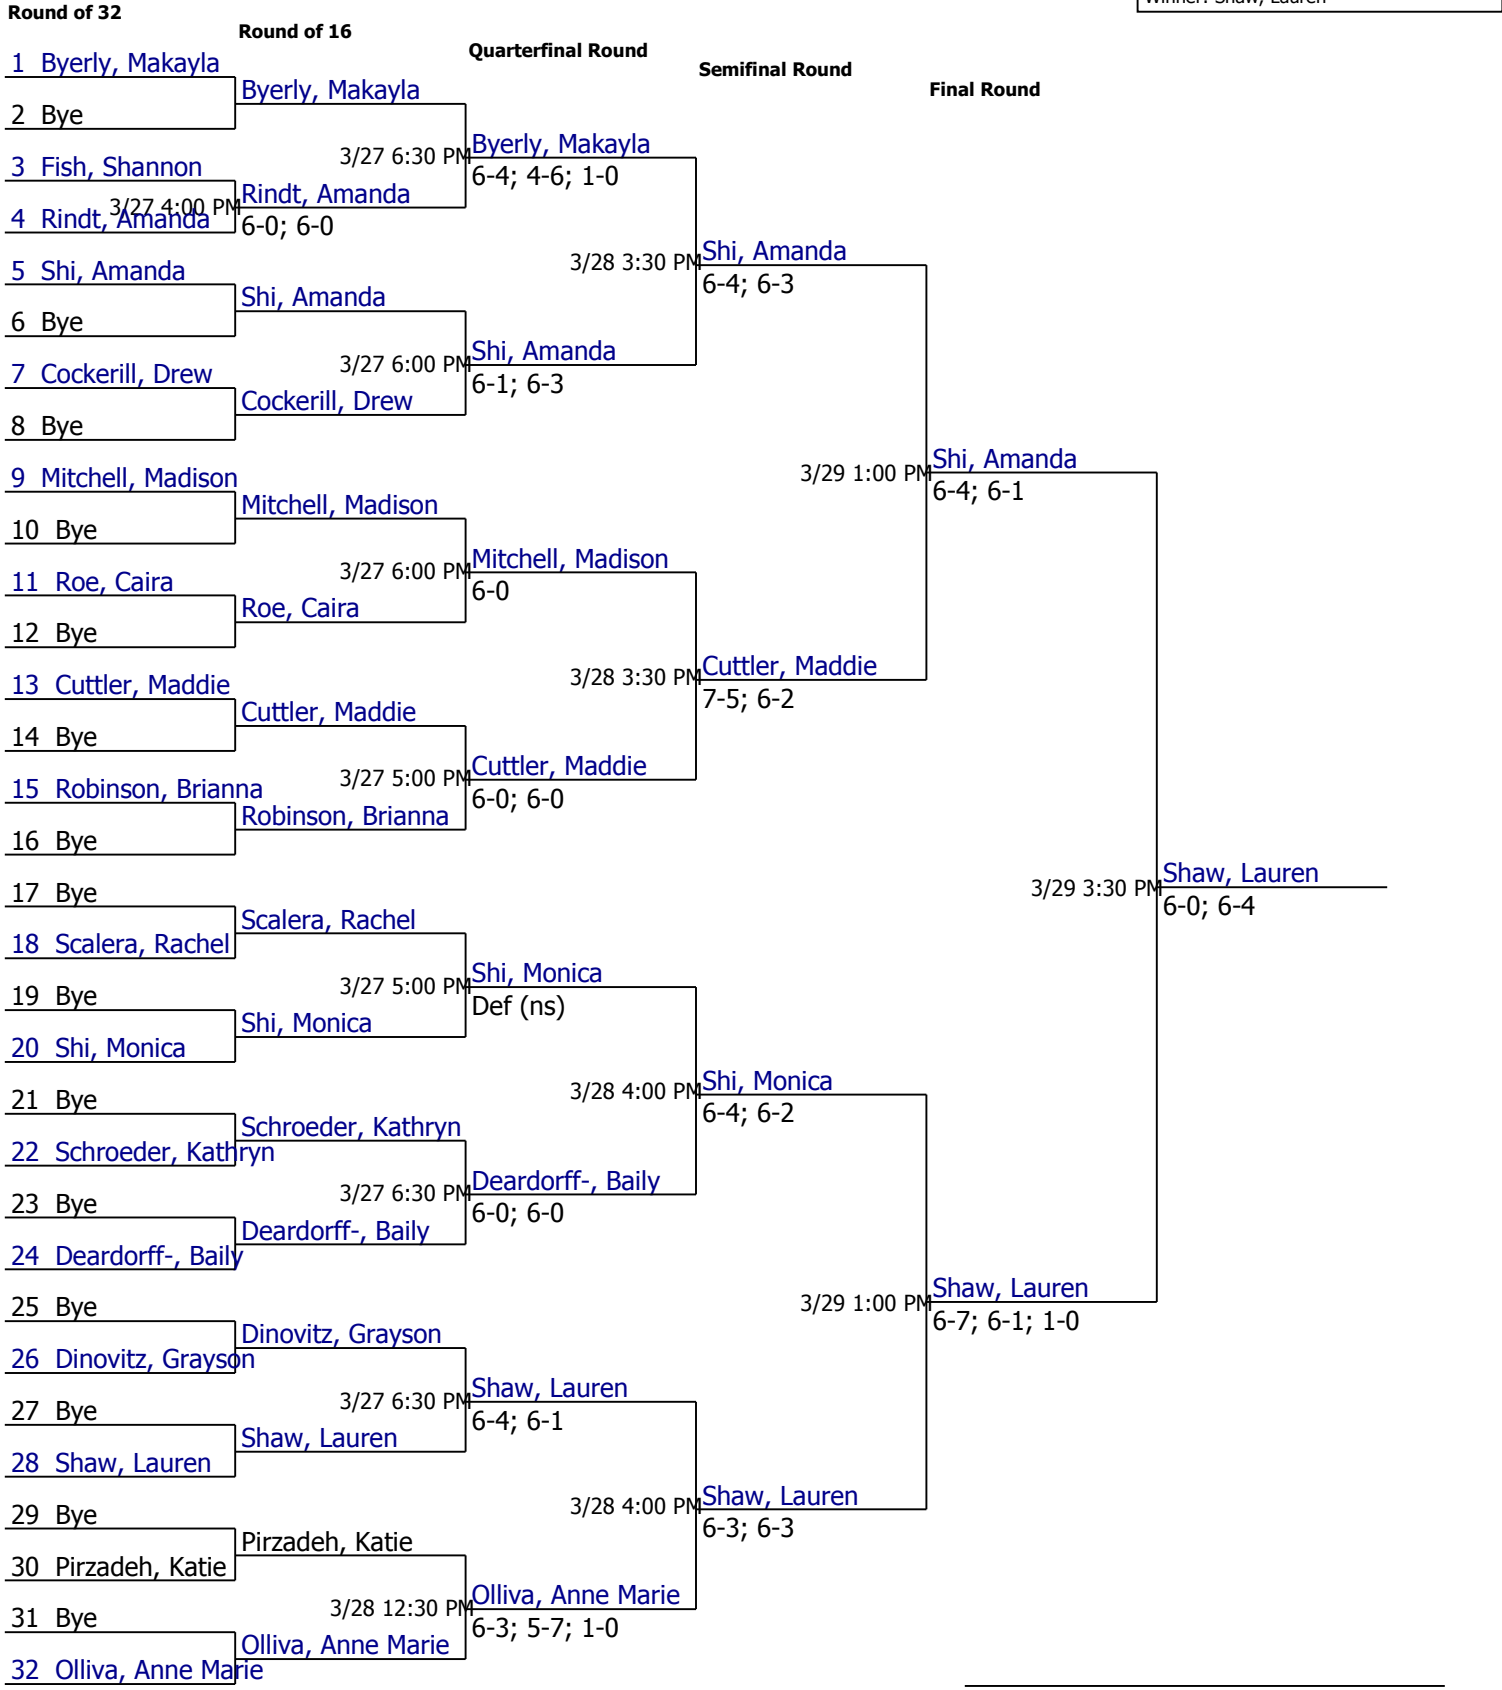 Winner: Shaw, Lauren
Round of 32
Round of 16
Quarterfinal Round
Semifinal Round
Final Round
1 Byerly, Makayla
2 Bye
3 Fish, Shannon
4 Rindt, Amanda
5 Shi, Amanda
6 Bye
7 Cockerill, Drew
8 Bye
9 Mitchell, Madison
10 Bye
11 Roe, Caira
12 Bye
13 Cuttler, Maddie
14 Bye
15 Robinson, Brianna
16 Bye
17 Bye
18 Scalera, Rachel
19 Bye
20 Shi, Monica
21 Bye
22 Schroeder, Kathryn
23 Bye
24 Deardorff-, Baily
25 Bye
26 Dinovitz, Grayson
27 Bye
28 Shaw, Lauren
29 Bye
30 Pirzadeh, Katie
31 Bye
32 Olliva, Anne Marie
Byerly, Makayla
3/27 4:00 PM
Rindt, Amanda
6-0; 6-0
Shi, Amanda
Cockerill, Drew
Mitchell, Madison
Roe, Caira
Cuttler, Maddie
Robinson, Brianna
Scalera, Rachel
Shi, Monica
Schroeder, Kathryn
Deardorff-, Baily
Dinovitz, Grayson
Shaw, Lauren
Pirzadeh, Katie
Olliva, Anne Marie
3/27 6:30 PM
Byerly, Makayla
6-4; 4-6; 1-0
3/27 6:00 PM
Shi, Amanda
6-1; 6-3
3/27 6:00 PM
Mitchell, Madison
6-0
3/27 5:00 PM
Cuttler, Maddie
6-0; 6-0
3/27 5:00 PM
Shi, Monica
Def (ns)
3/27 6:30 PM
Deardorff-, Baily
6-0; 6-0
3/27 6:30 PM
Shaw, Lauren
6-4; 6-1
3/28 12:30 PM
Olliva, Anne Marie
6-3; 5-7; 1-0
3/28 3:30 PM
Shi, Amanda
6-4; 6-3
3/28 3:30 PM
Cuttler, Maddie
7-5; 6-2
3/28 4:00 PM
Shi, Monica
6-4; 6-2
3/28 4:00 PM
Shaw, Lauren
6-3; 6-3
3/29 1:00 PM
Shi, Amanda
6-4; 6-1
3/29 1:00 PM
Shaw, Lauren
6-7; 6-1; 1-0
3/29 3:30 PM
Shaw, Lauren
6-0; 6-4